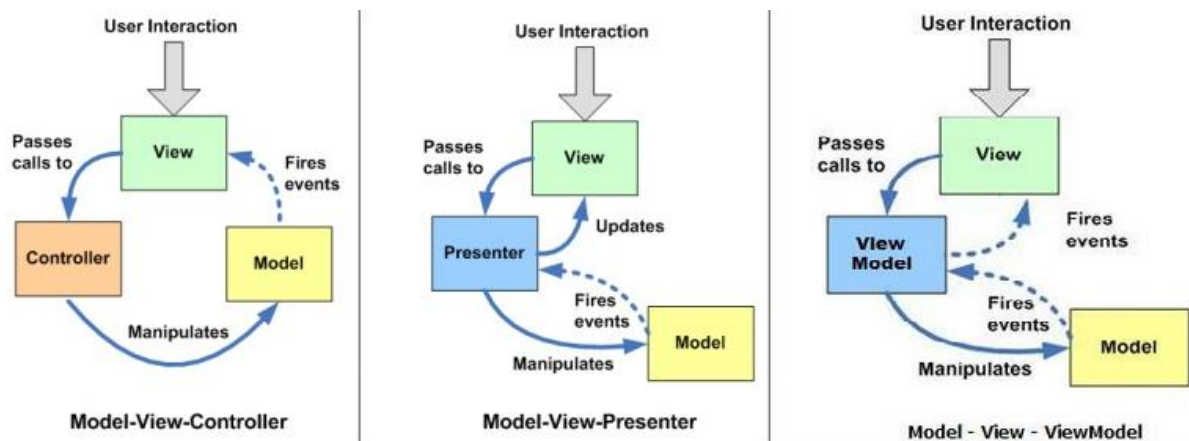 User Interaction
Passes
calls to
View
Fires
events
Controller
Model
Manipulates
Model-View-Controller
User Interaction
Passes
calls to
View
Updates
Presenter
Fires
events
Manipulates
Model
Model-View-Presenter
User Interaction
Passes
calls to
View
Fires
events
View
Model
Fires
events
Manipulates
Model
Model - View - ViewModel